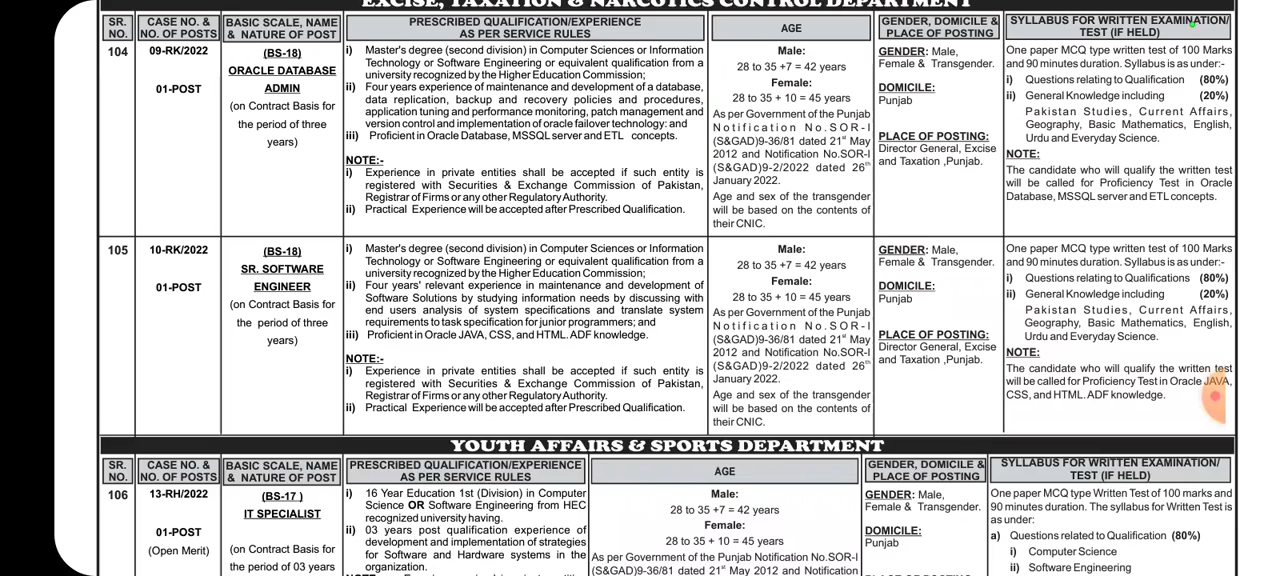 EXCISE, TAXATION & NARCOTICS CONTROL DEPARTMENT
SR. NO.
CASE NO. & NO. OF POSTS
BASIC SCALE, NAME & NATURE OF POST
PRESCRIBED QUALIFICATION/EXPERIENCE
AS PER SERVICE RULES
AGE
GENDER, DOMICILE & PLACE OF POSTING
SYLLABUS FOR WRITTEN EXAMINATION/ TEST (IF HELD)
104
09-RK/2022
01-POST
(BS-18)
ORACLE DATABASE
ADMIN
(on Contract Basis for
the period of three
years)
i) Master's degree (second division) in Computer Sciences or Information
Technology or Software Engineering or equivalent qualification from a
university recognized by the Higher Education Commission;
ii) Four years experience of maintenance and development of a database,
data replication, backup and recovery policies and procedures,
application tuning and performance monitoring, patch management and
version control and implementation of oracle failover technology: and
iii) Proficient in Oracle Database, MSSQL server and ETL concepts.
NOTE:-
i) Experience in private entities shall be accepted if such entity is
registered with Securities & Exchange Commission of Pakistan,
Registrar of Firms or any other Regulatory Authority.
ii) Practical Experience will be accepted after Prescribed Qualification.
Male:
28 to 35 +7 = 42 years
Female:
28 to 35 + 10 = 45 years
As per Government of the Punjab
Notification No.SOR-I
(S&GAD)9-36/81 dated 21st May
2012 and Notification No.SOR-I
(S&GAD)9-2/2022 dated 26th
January 2022.
Age and sex of the transgender
will be based on the contents of
their CNIC.
GENDER: Male,
Female & Transgender.
DOMICILE:
Punjab
PLACE OF POSTING:
Director General, Excise
and Taxation ,Punjab.
One paper MCQ type written test of 100 Marks
and 90 minutes duration. Syllabus is as under:-
i) Questions relating to Qualification (80%)
ii) General Knowledge including (20%)
Pakistan Studies, Current Affairs,
Geography, Basic Mathematics, English,
Urdu and Everyday Science.
NOTE:
The candidate who will qualify the written test
will be called for Proficiency Test in Oracle
Database, MSSQL server and ETL concepts.
105
10-RK/2022
01-POST
(BS-18)
SR. SOFTWARE
ENGINEER
(on Contract Basis for
the period of three
years)
i) Master's degree (second division) in Computer Sciences or Information
Technology or Software Engineering or equivalent qualification from a
university recognized by the Higher Education Commission;
ii) Four years' relevant experience in maintenance and development of
Software Solutions by studying information needs by discussing with
end users analysis of system specifications and translate system
requirements to task specification for junior programmers; and
iii) Proficient in Oracle JAVA, CSS, and HTML. ADF knowledge.
NOTE:-
i) Experience in private entities shall be accepted if such entity is
registered with Securities & Exchange Commission of Pakistan,
Registrar of Firms or any other Regulatory Authority.
ii) Practical Experience will be accepted after Prescribed Qualification.
Male:
28 to 35 +7 = 42 years
Female:
28 to 35 + 10 = 45 years
As per Government of the Punjab
Notification No.SOR-I
(S&GAD)9-36/81 dated 21st May
2012 and Notification No.SOR-I
(S&GAD)9-2/2022 dated 26th
January 2022.
Age and sex of the transgender
will be based on the contents of
their CNIC.
GENDER: Male,
Female & Transgender.
DOMICILE:
Punjab
PLACE OF POSTING:
Director General, Excise
and Taxation ,Punjab.
One paper MCQ type written test of 100 Marks
and 90 minutes duration. Syllabus is as under:-
i) Questions relating to Qualifications (80%)
ii) General Knowledge including (20%)
Pakistan Studies, Current Affairs,
Geography, Basic Mathematics, English,
Urdu and Everyday Science.
NOTE:
The candidate who will qualify the written test
will be called for Proficiency Test in Oracle JAVA,
CSS, and HTML. ADF knowledge.
YOUTH AFFAIRS & SPORTS DEPARTMENT
SR. NO.
CASE NO. & NO. OF POSTS
BASIC SCALE, NAME & NATURE OF POST
PRESCRIBED QUALIFICATION/EXPERIENCE
AS PER SERVICE RULES
AGE
GENDER, DOMICILE & PLACE OF POSTING
SYLLABUS FOR WRITTEN EXAMINATION/ TEST (IF HELD)
106
13-RH/2022
01-POST
(Open Merit)
(BS-17 )
IT SPECIALIST
(on Contract Basis for
the period of 03 years
i) 16 Year Education 1st (Division) in Computer
Science OR Software Engineering from HEC
recognized university having.
ii) 03 years post qualification experience of
development and implementation of strategies
for Software and Hardware systems in the
organization.
Male:
28 to 35 +7 = 42 years
Female:
28 to 35 + 10 = 45 years
As per Government of the Punjab Notification No.SOR-I
(S&GAD)9-36/81 dated 21st May 2012 and Notification
GENDER: Male,
Female & Transgender.
DOMICILE:
Punjab
One paper MCQ type Written Test of 100 marks and
90 minutes duration. The syllabus for Written Test is
as under:
a) Questions related to Qualification (80%)
i) Computer Science
ii) Software Engineering